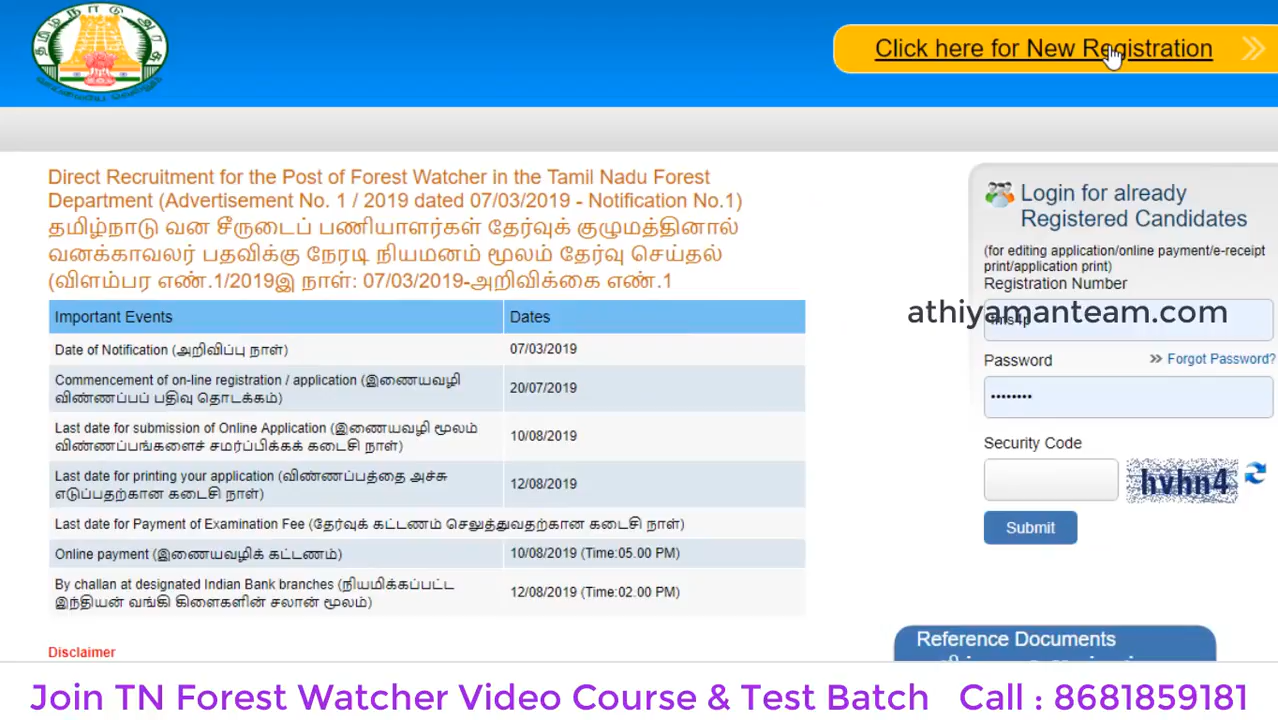 Click here for New Registration
Direct Recruitment for the Post of Forest Watcher in the Tamil Nadu Forest
Department (Advertisement No. 1 / 2019 dated 07/03/2019 - Notification No.1)
தமிழ்நாடு வன சீருடைப் பணியாளர்கள் தேர்வுக் குழுமத்தினால்
வனக்காவலர் பதவிக்கு நேரடி நியமனம் மூலம் தேர்வு செய்தல்
(விளம்பர எண்.1/2019இ நாள்: 07/03/2019-அறிவிக்கை எண்.1
Important Events Dates
Date of Notification (அறிவிப்பு நாள்) 07/03/2019
Commencement of on-line registration / application (இணையவழி
விண்ணப்பப் பதிவு தொடக்கம்) 20/07/2019
Last date for submission of Online Application (இணையவழி மூலம்
விண்ணப்பங்களைச் சமர்ப்பிக்கக் கடைசி நாள்) 10/08/2019
Last date for printing your application (விண்ணப்பத்தை அச்சு
எடுப்பதற்கான கடைசி நாள்) 12/08/2019
Last date for Payment of Examination Fee (தேர்வுக் கட்டணம் செலுத்துவதற்கான கடைசி நாள்)
Online payment (இணையவழிக் கட்டணம்) 10/08/2019 (Time:05.00 PM)
By challan at designated Indian Bank branches (நியமிக்கப்பட்ட
இந்தியன் வங்கி கிளைகளின் சலான் மூலம்) 12/08/2019 (Time:02.00 PM)
Disclaimer
Login for already
Registered Candidates
(for editing application/online payment/e-receipt
print/application print)
Registration Number
athiyamanteam.com
Password
Forgot Password?
Security Code
hvhn4
Submit
Reference Documents
Join TN Forest Watcher Video Course & Test Batch Call : 8681859181